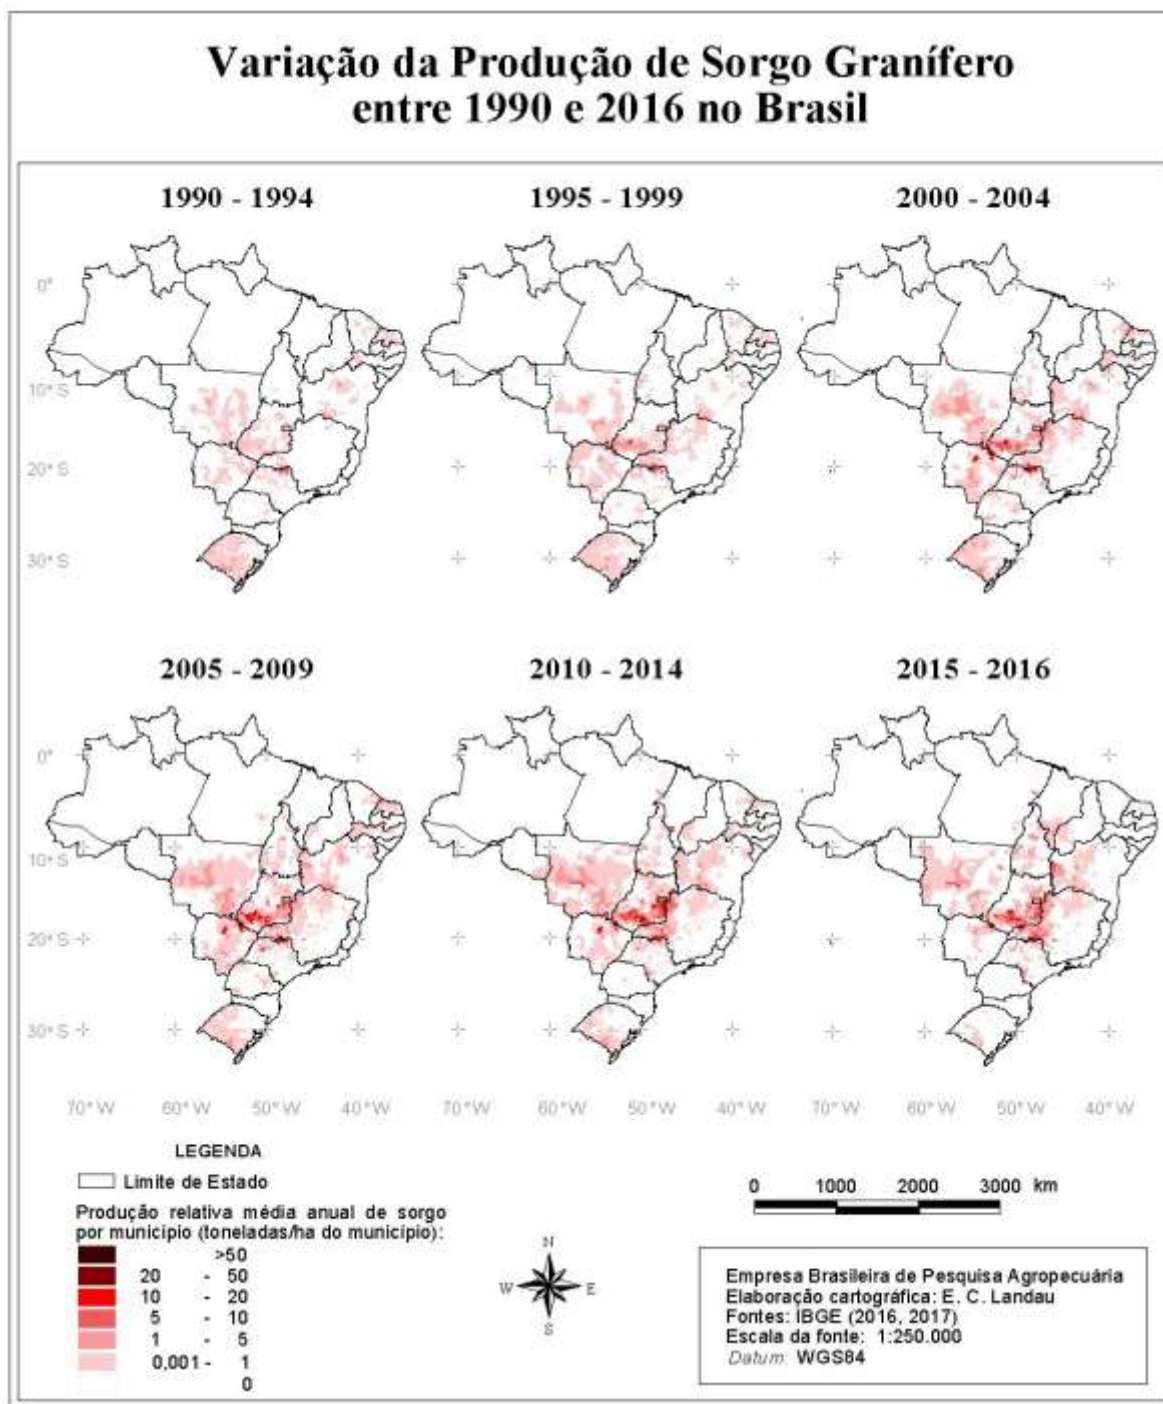 Variação da Produção de Sorgo Granífero
entre 1990 e 2016 no Brasil
1990 - 1994
1995 - 1999
2000 - 2004
0°
10° S
20° S
30° S
2005 - 2009
2010 - 2014
2015 - 2016
0°
10° S
20° S
30° S
70° W 60° W 50° W 40° W 70° W 60° W 50° W 40° W 70° W 60° W 50° W 40° W
LEGENDA
Limite de Estado
Produção relativa média anual de sorgo
por município (toneladas/ha do município):
>50
20 - 50
10 - 20
5 - 10
1 - 5
0,001 - 1
0
N
W E
S
0 1000 2000 3000 km
Empresa Brasileira de Pesquisa Agropecuária
Elaboração cartográfica: E. C. Landau
Fontes: IBGE (2016, 2017)
Escala da fonte: 1:250.000
Datum: WGS84